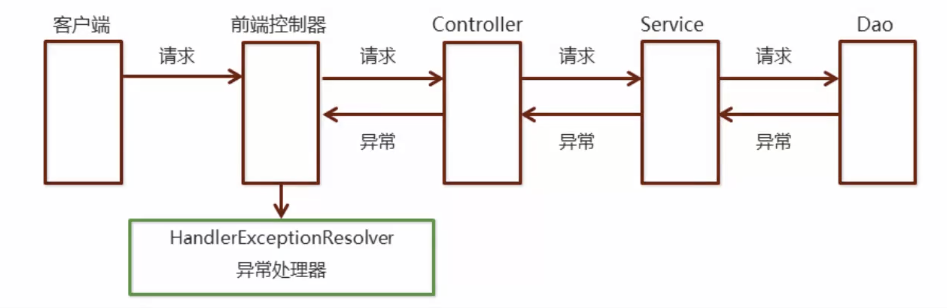 客户端
前端控制器
Controller
Service
Dao
请求
请求
请求
请求
异常
异常
异常
HandlerExceptionResolver
异常处理器